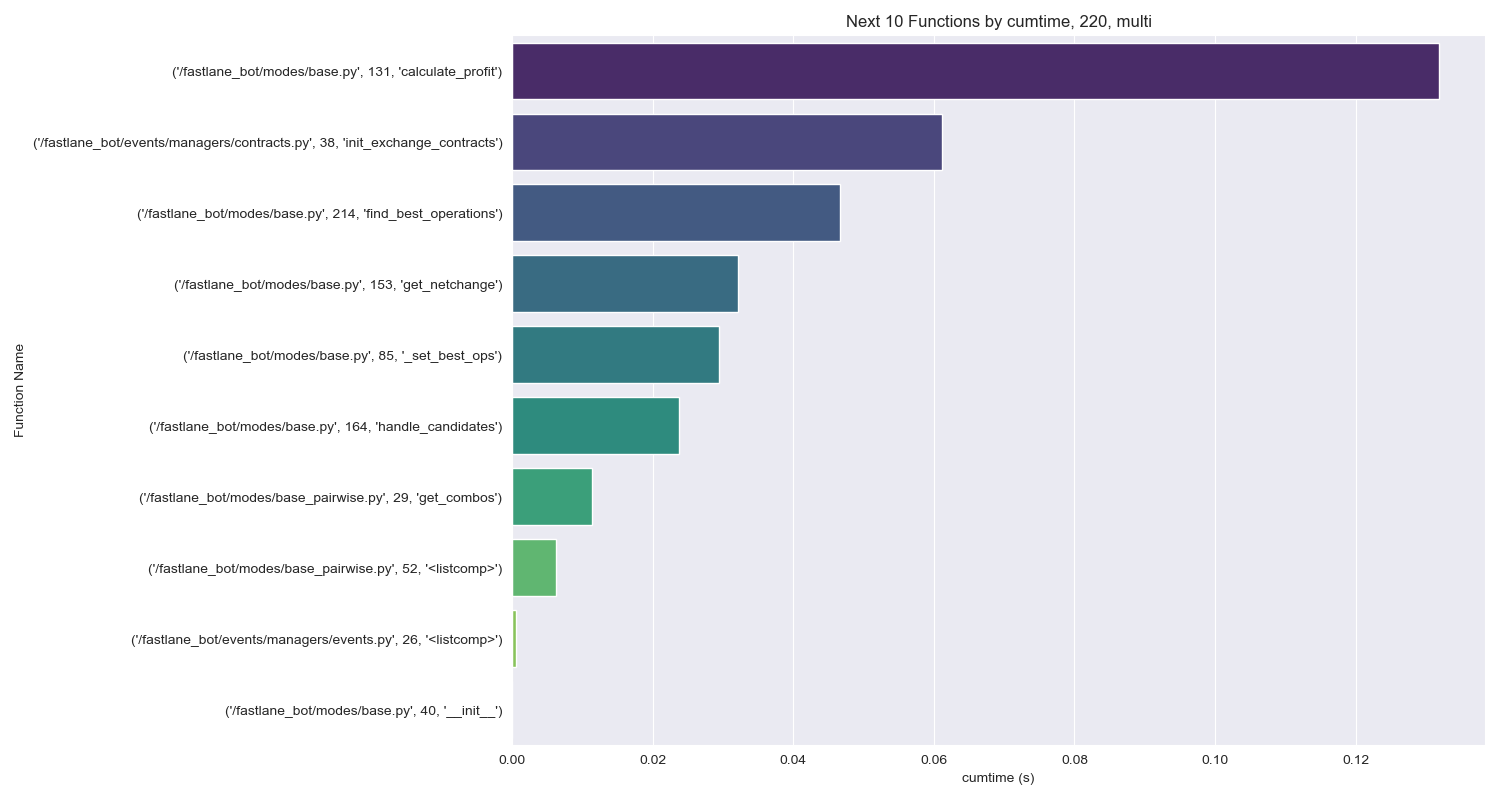 Next 10 Functions by cumtime, 220, multi
('/fastlane_bot/modes/base.py', 131, 'calculate_profit')
('/fastlane_bot/events/managers/contracts.py', 38, 'init_exchange_contracts')
('/fastlane_bot/modes/base.py', 214, 'find_best_operations')
('/fastlane_bot/modes/base.py', 153, 'get_netchange')
('/fastlane_bot/modes/base.py', 85, '_set_best_ops')
('/fastlane_bot/modes/base.py', 164, 'handle_candidates')
('/fastlane_bot/modes/base_pairwise.py', 29, 'get_combos')
('/fastlane_bot/modes/base_pairwise.py', 52, '<listcomp>')
('/fastlane_bot/events/managers/events.py', 26, '<listcomp>')
('/fastlane_bot/modes/base.py', 40, '__init__')
Function Name
0.00 0.02 0.04 0.06 0.08 0.10 0.12
cumtime (s)